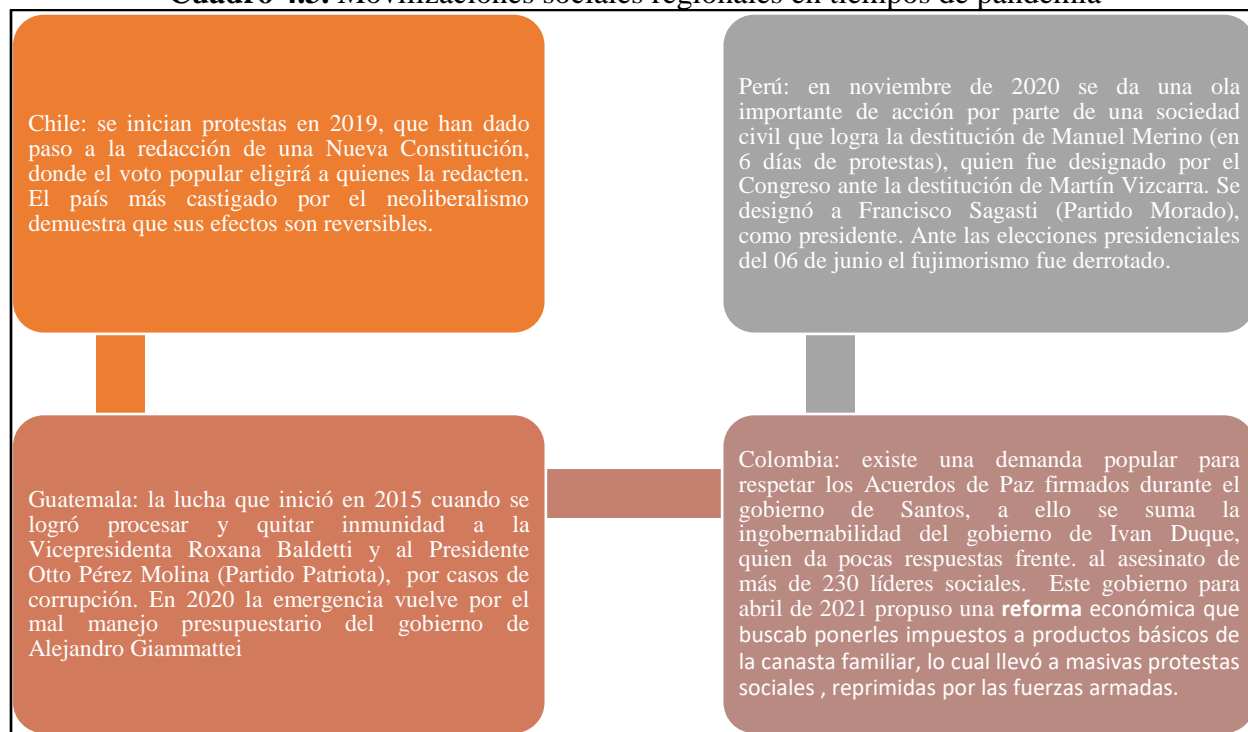 Cuadro 4.5. Movilizaciones sociales regionales en tiempos de pandemia
Chile: se inician protestas en 2019, que han dado
paso a la redacción de una Nueva Constitución,
donde el voto popular eligirá a quienes la redacten.
El país más castigado por el neoliberalismo
demuestra que sus efectos son reversibles.
Guatemala: la lucha que inició en 2015 cuando se
logró procesar y quitar inmunidad a la
Vicepresidenta Roxana Baldetti y al Presidente
Otto Pérez Molina (Partido Patriota), por casos de
corrupción. En 2020 la emergencia vuelve por el
mal manejo presupuestario del gobierno de
Alejandro Giammattei
Colombia: existe una demanda popular para
respetar los Acuerdos de Paz firmados durante el
gobierno de Santos, a ello se suma la
ingobernabilidad del gobierno de Ivan Duque,
quien da pocas respuestas frente. al asesinato de
más de 230 líderes sociales. Este gobierno para
abril de 2021 propuso una reforma económica que
buscab ponerles impuestos a productos básicos de
la canasta familiar, lo cual llevó a masivas protestas
sociales , reprimidas por las fuerzas armadas.
Perú: en noviembre de 2020 se da una ola
importante de acción por parte de una sociedad
civil que logra la destitución de Manuel Merino (en
6 días de protestas), quien fue designado por el
Congreso ante la destitución de Martín Vizcarra. Se
designó a Francisco Sagasti (Partido Morado),
como presidente. Ante las elecciones presidenciales
del 06 de junio el fujimorismo fue derrotado.